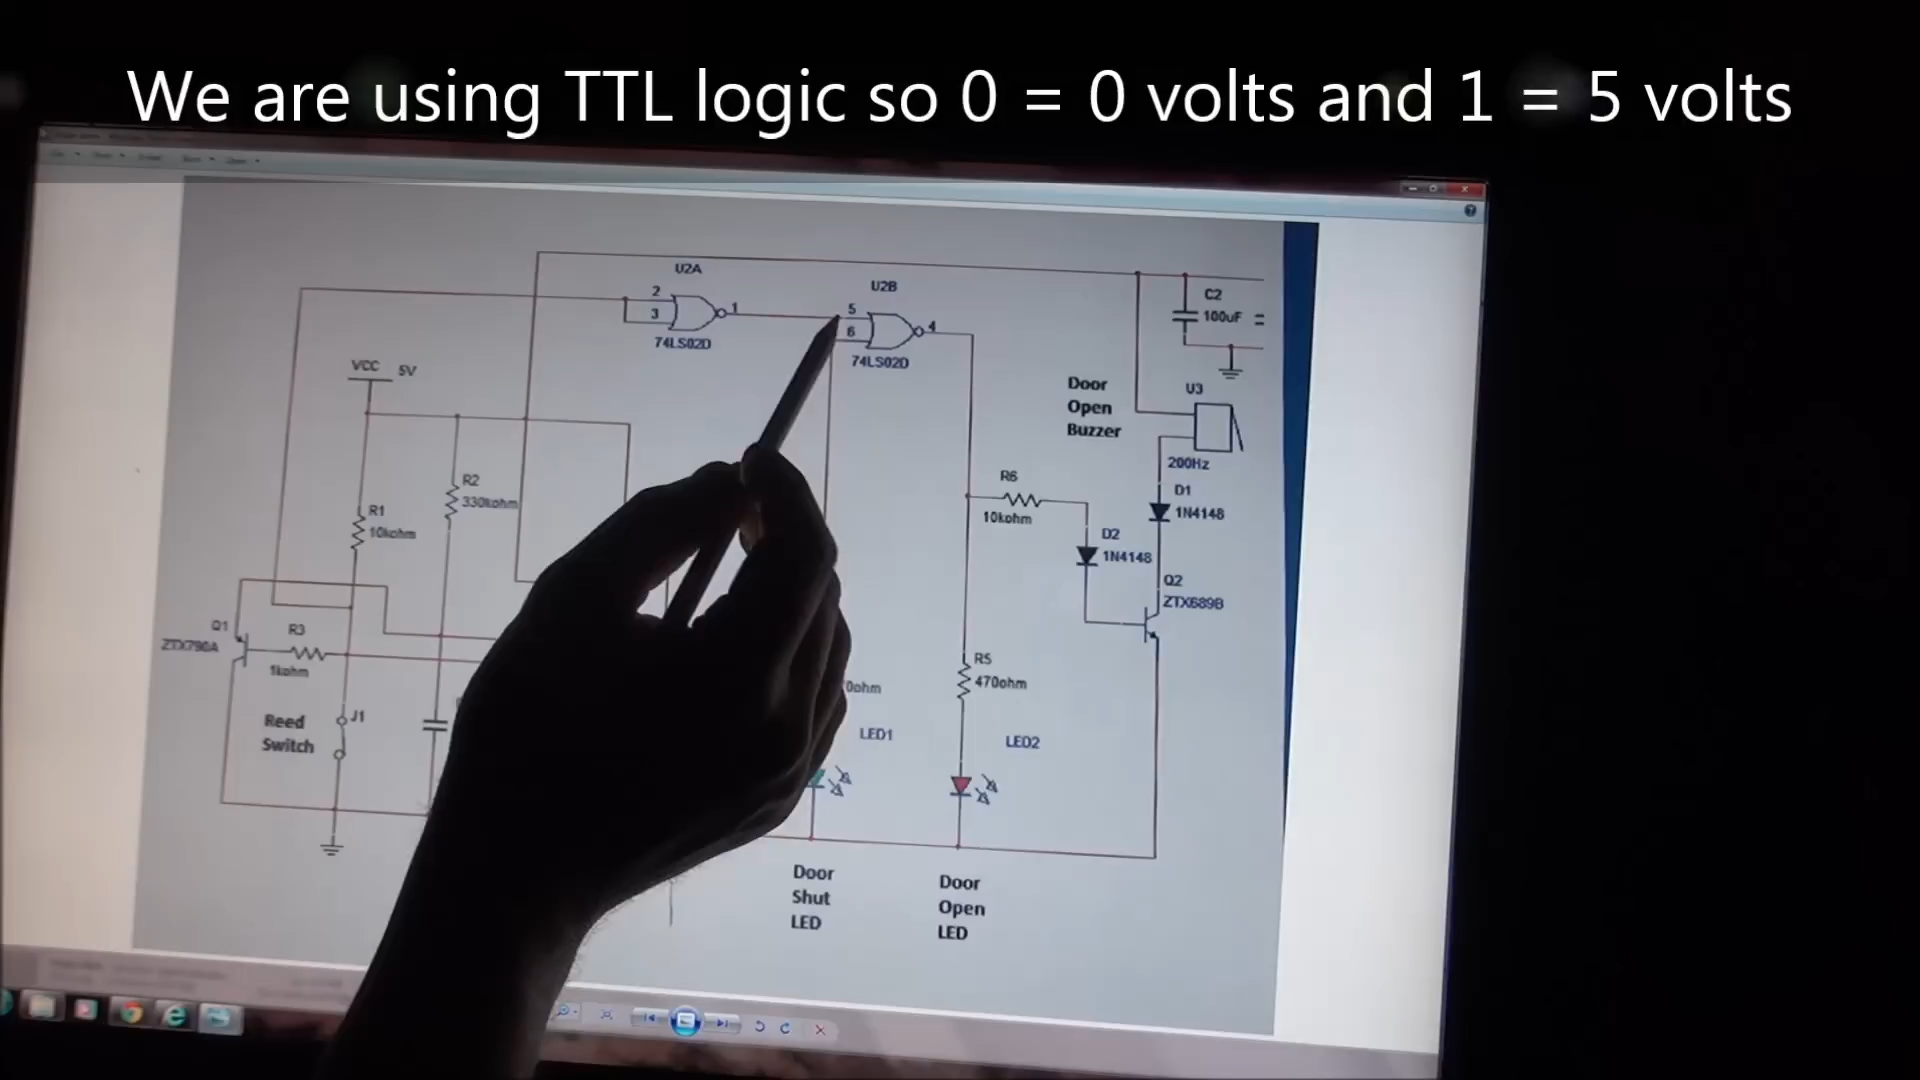 We are using TTL logic so 0 = 0 volts and 1 = 5 volts
U2A
2
3
1
74LS02D
U2B
5
6
4
74LS02D
C2
100uF
VCC 5V
Door
Open
Buzzer
U3
200Hz
R1
10kohm
R2
330kohm
R6
10kohm
D1
1N4148
D2
1N4148
Q2
ZTX689B
Q1
ZTX790A
R3
1kohm
Reed
Switch
J1
R5
470ohm
0ohm
LED1
LED2
Door
Shut
LED
Door
Open
LED